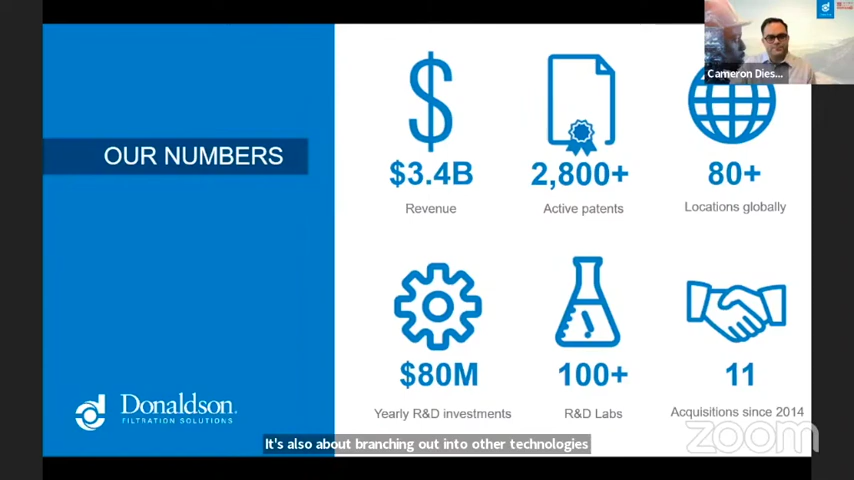 Cameron Dies...
OUR NUMBERS
$3.4B
Revenue
2,800+
Active patents
80+
Locations globally
$80M
Yearly R&D investments
100+
R&D Labs
11
Acquisitions since 2014
Donaldson.
FILTRATION SOLUTIONS
It's also about branching out into other technologies
zoom